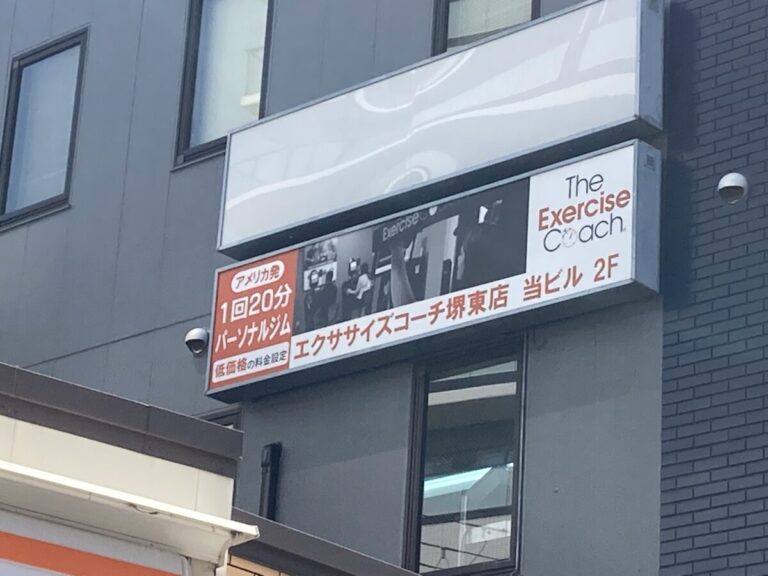 アメリカ発
1回20分
パーソナルジム
低価格の料金設定
Exercise
The
Exercise
Coach
エクササイズコーチ堺東店 当ビル 2F